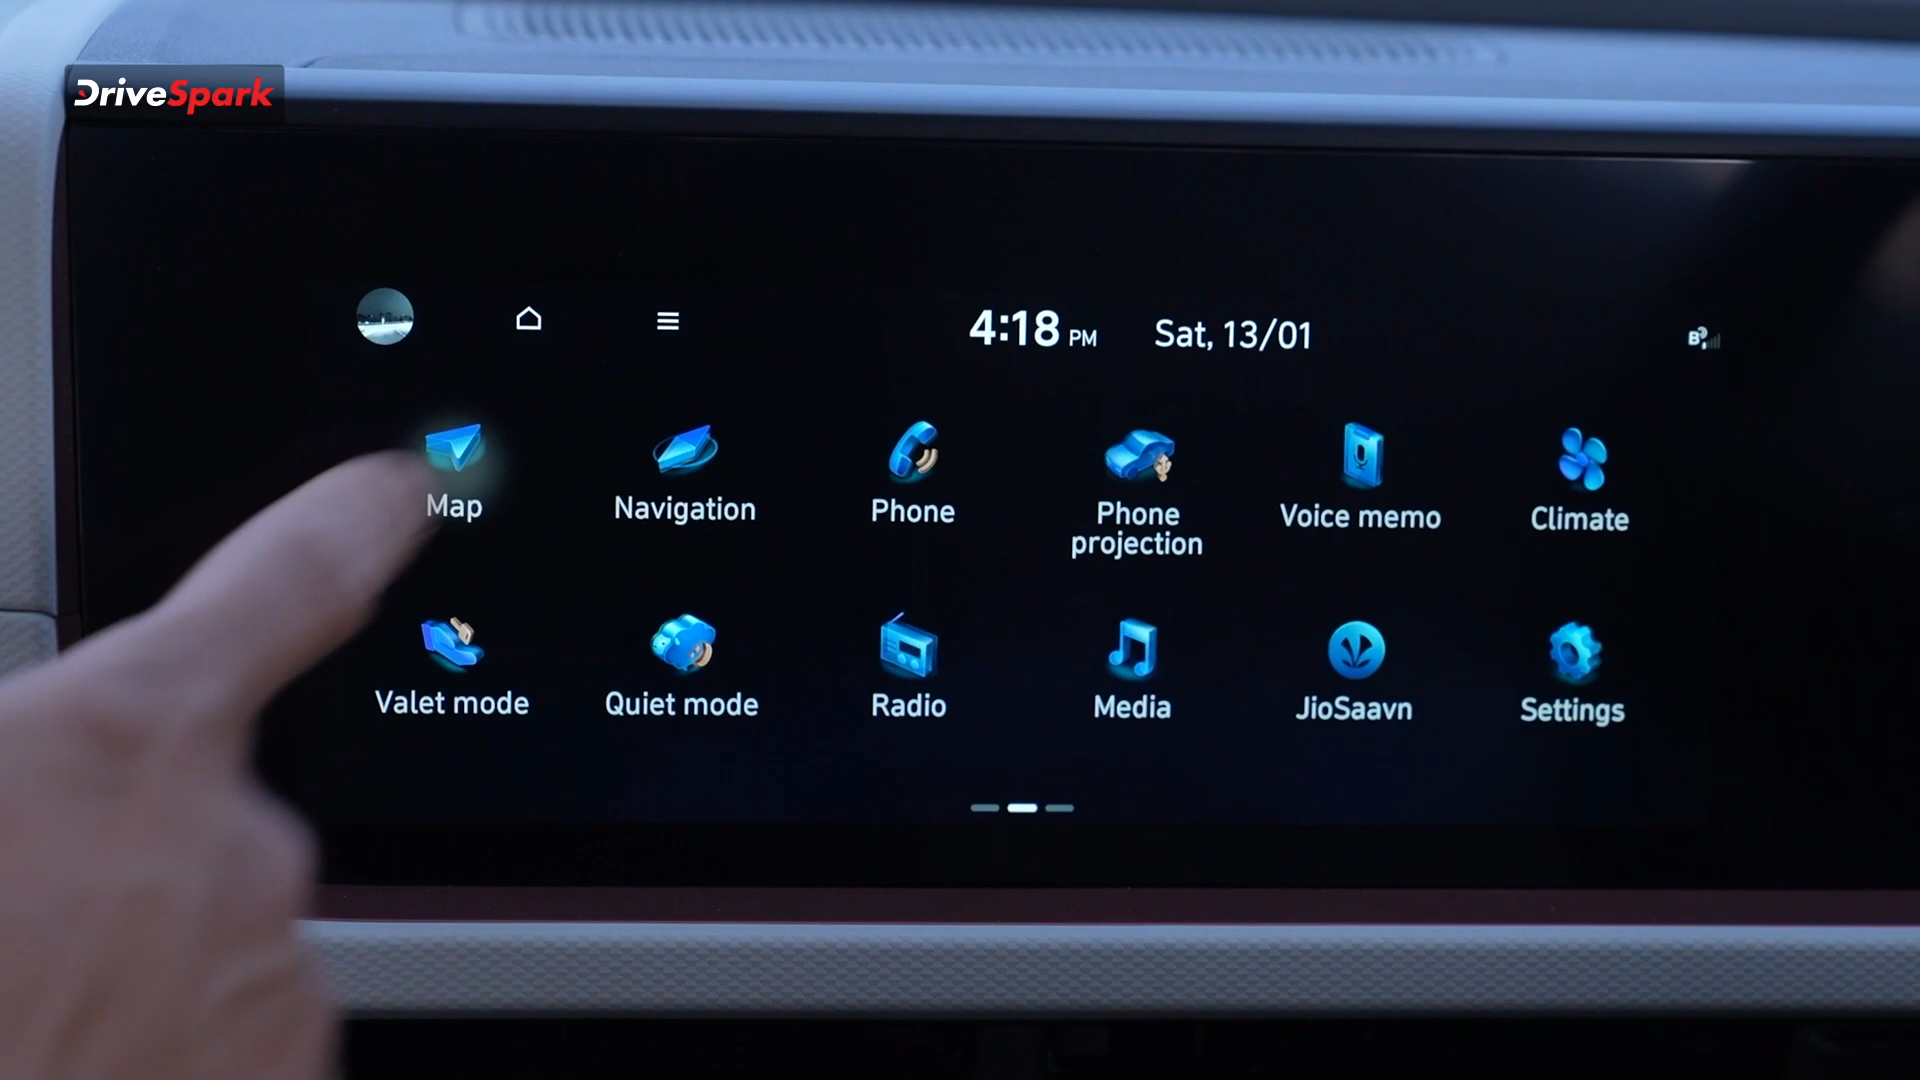 DriveSpark
4:18 PM Sat, 13/01
Map Navigation Phone Phone projection Voice memo Climate
Valet mode Quiet mode Radio Media JioSaavn Settings